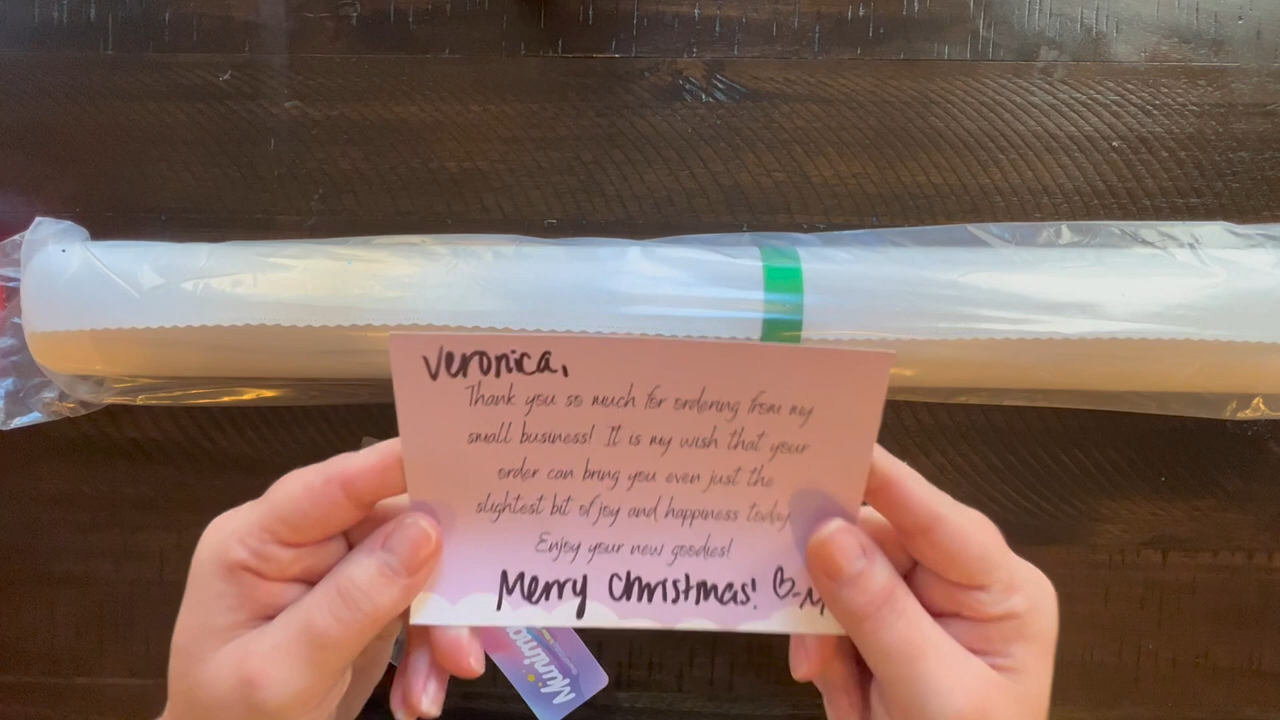 Veronica,
Thank you so much for ordering from my
small business! It is my wish that your
order can bring you even just the
slightest bit of joy and happiness today
Enjoy your new goodies!
Merry Christmas! ♡-M